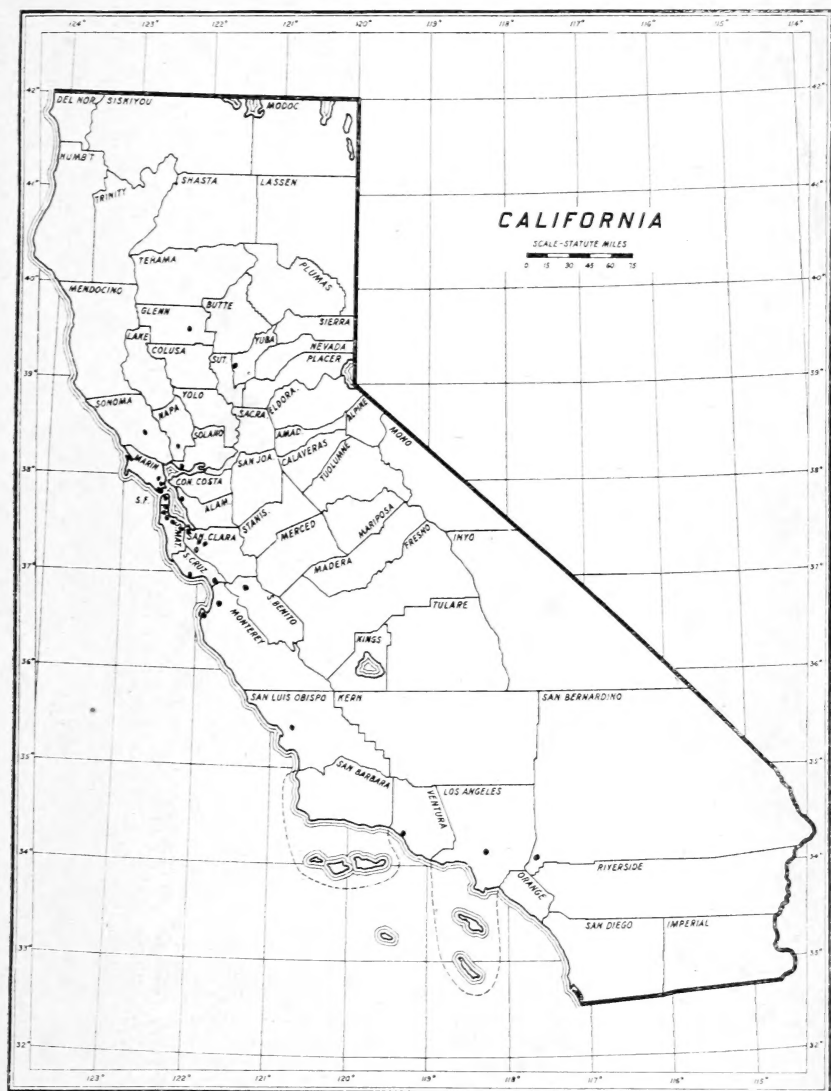 124° 123° 122° 121° 120° 119° 118° 117° 116° 115° 114°
42° 42°
DEL NOR. SISKIYOU MODOC
HUMB'T
41° 41°
TRINITY SHASTA LASSEN
CALIFORNIA
SCALE-STATUTE MILES
0 15 30 45 60 75
40° 40°
TEHAMA PLUMAS
MENDOCINO
GLENN BUTTE
SIERRA
LAKE YUBA
COLUSA SUT. NEVADA
PLACER
39° 39°
SONOMA NAPA YOLO SACRA. ELDORA. ALPINE
SOLANO AMAD. MONO
38° 38°
MARIN SAN JOA. CALAVERAS
CON. COSTA TUOLUMNE
S.F. ALAM.
STANIS. MARIPOSA
S. MAT. SAN. CLARA MERCED FRESNO INYO
37° 37°
S. CRUZ MADERA
S. BENITO TULARE
MONTEREY
KINGS
36° 36°
SAN LUIS OBISPO KERN SAN BERNARDINO
35° 35°
SAN BARBARA
VENTURA LOS ANGELES
34° 34°
RIVERSIDE
ORANGE
SAN DIEGO IMPERIAL
33° 33°
32° 32°
123° 122° 121° 120° 119° 118° 117° 116° 115°